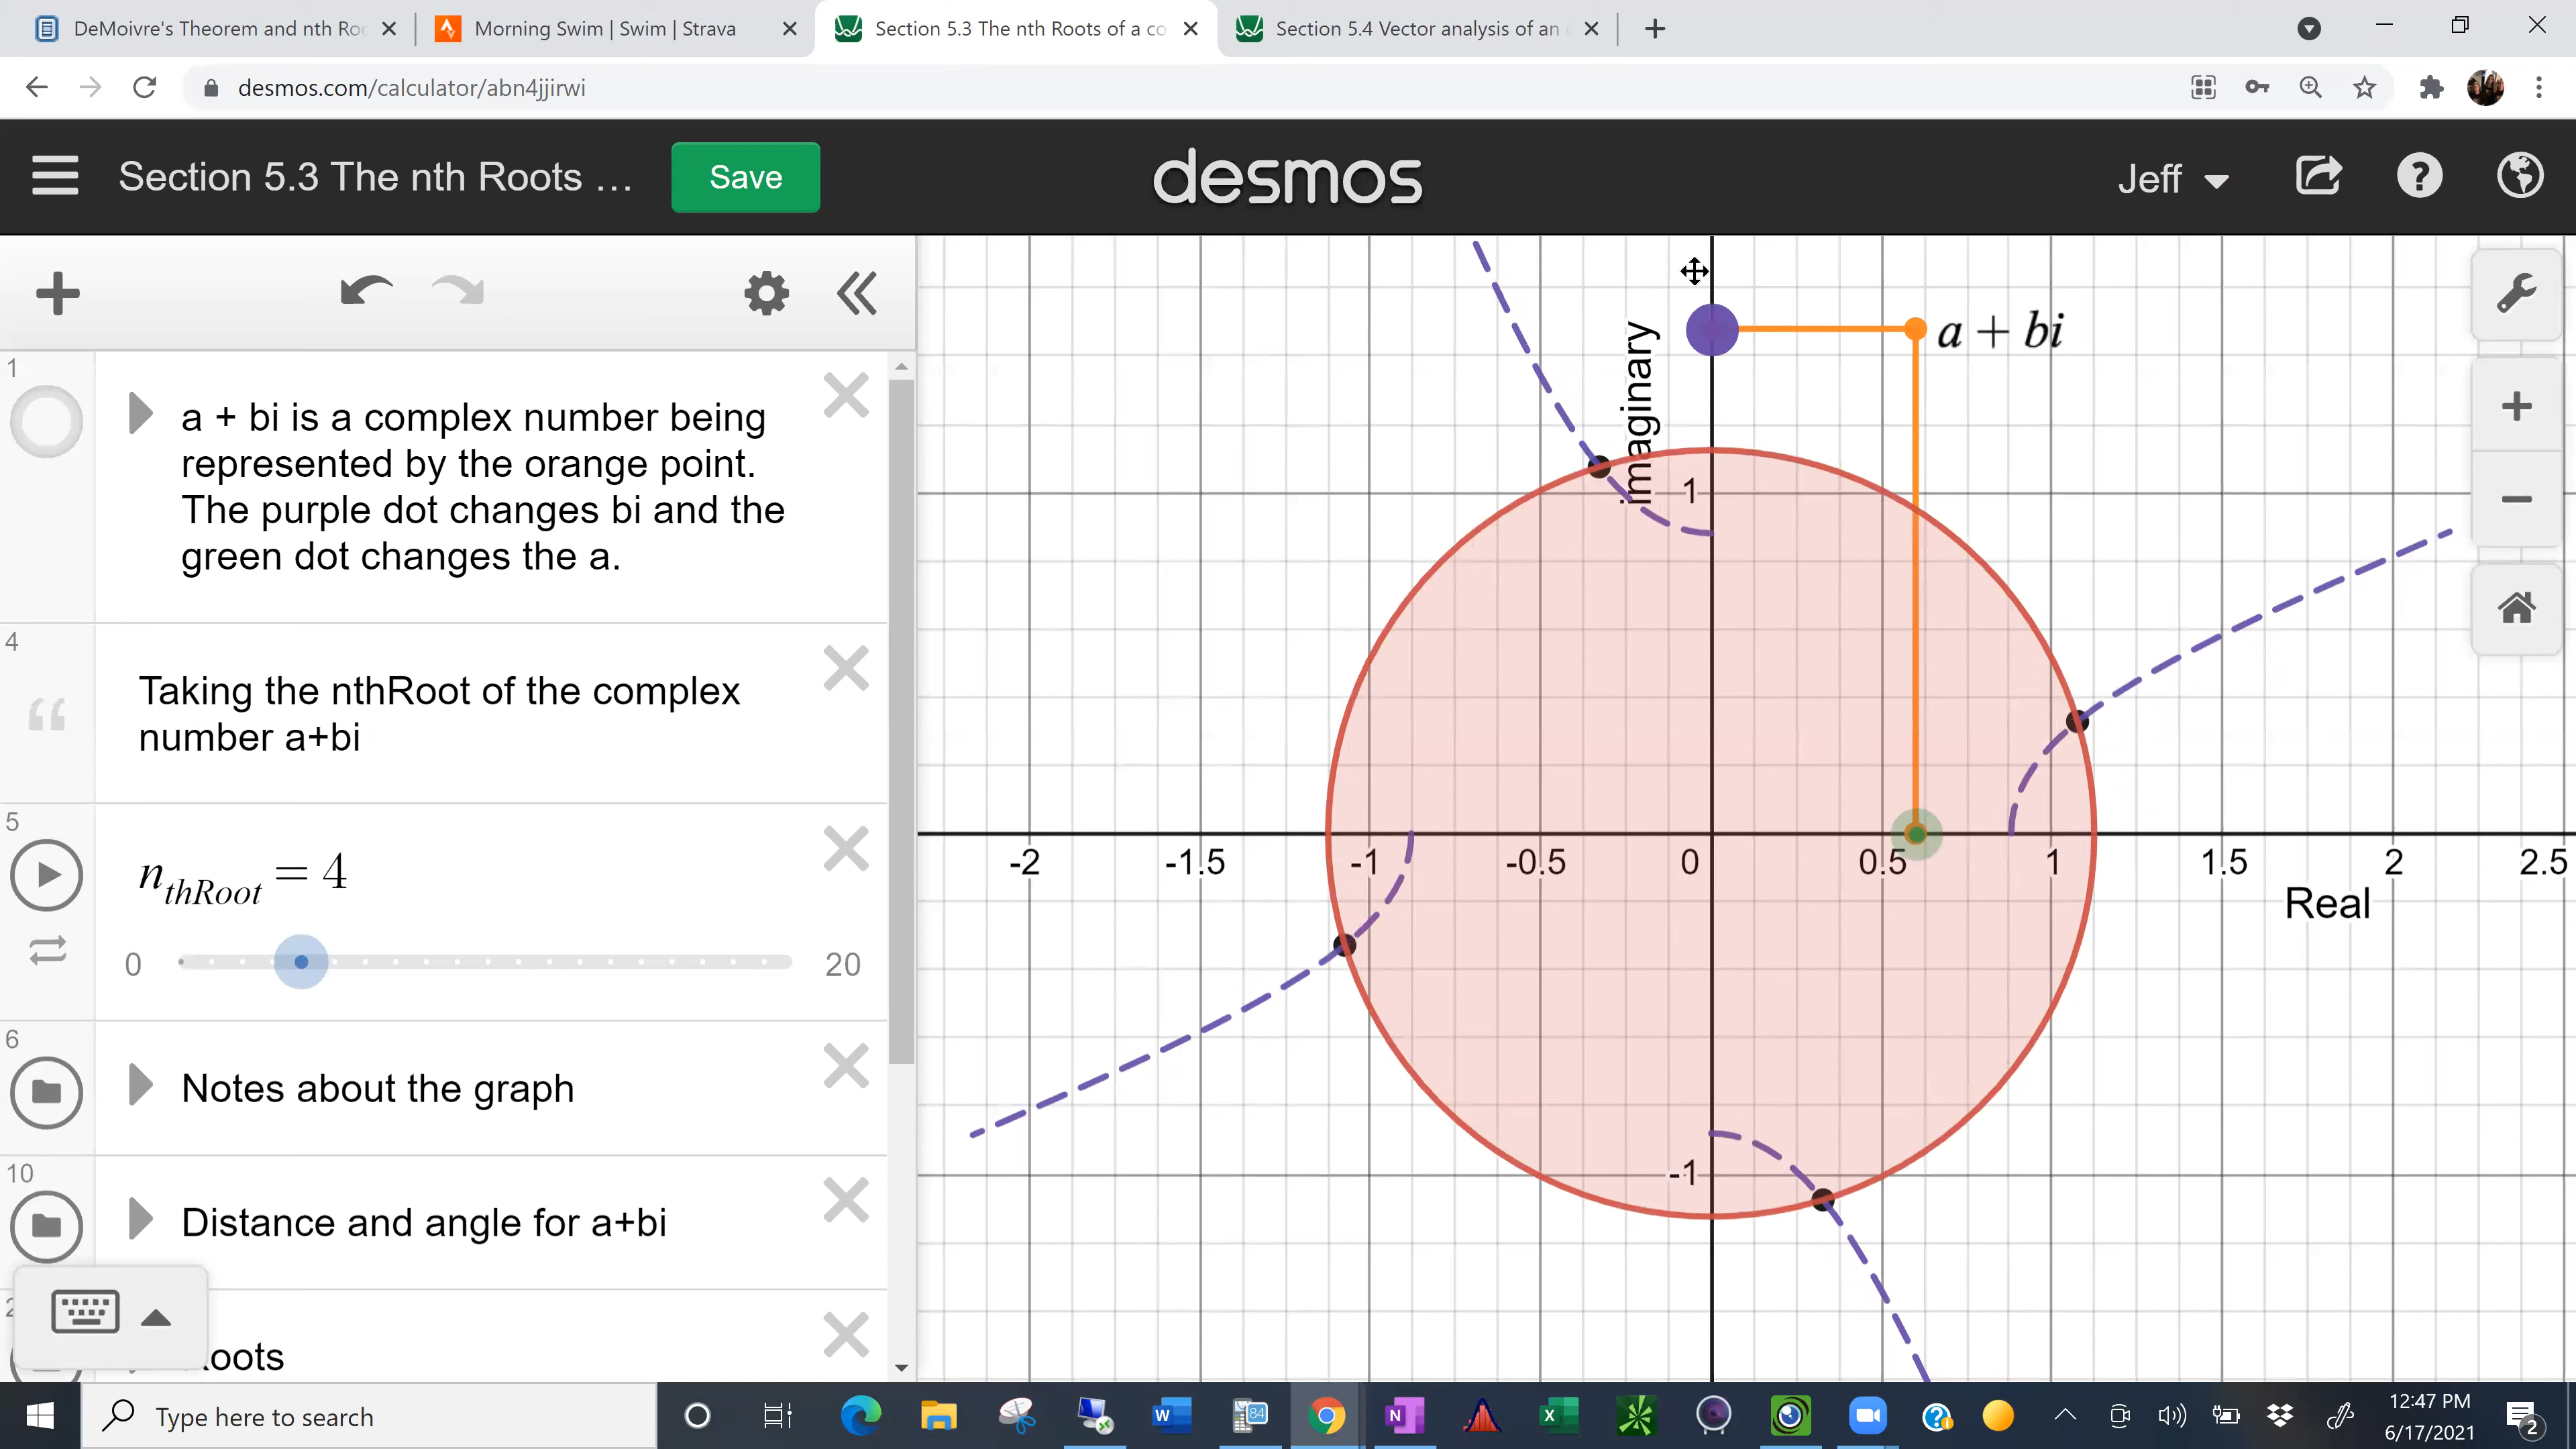 DeMoivre's Theorem and nth Roo
Morning Swim | Swim | Strava
Section 5.3 The nth Roots of a co
Section 5.4 Vector analysis of an
desmos.com/calculator/abn4jjirwi
Section 5.3 The nth Roots ...
Save
desmos
Jeff
1
a + bi is a complex number being
represented by the orange point.
The purple dot changes bi and the
green dot changes the a.
4
Taking the nthRoot of the complex
number a+bi
5
n_thRoot = 4
0
20
6
Notes about the graph
10
Distance and angle for a+bi
2
oots
a + bi
imaginary
1
-2
-1.5
-1
-0.5
0
0.5
1
1.5
2
2.5
Real
-1
Type here to search
W
84
N
X
12:47 PM
6/17/2021
2